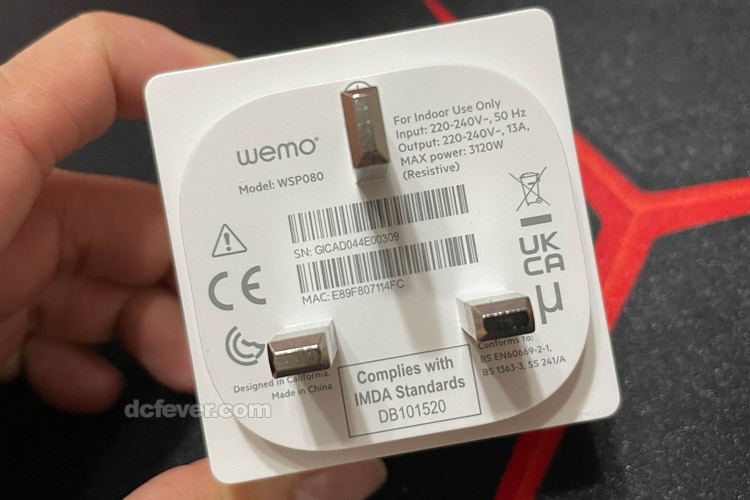 wemo®
Model: WSP080
For Indoor Use Only
Input: 220-240V~, 50 Hz
Output: 220-240V~, 13A,
MAX power: 3120W
(Resistive)
SN: GICAD044E00309
MAC: E89F807114FC
CE
UK
CA
Conforms to:
BS EN60669-2-1,
BS 1363-3, SS 241/A
Designed in California.
Made in China
Complies with
IMDA Standards
DB101520
dcfever.com